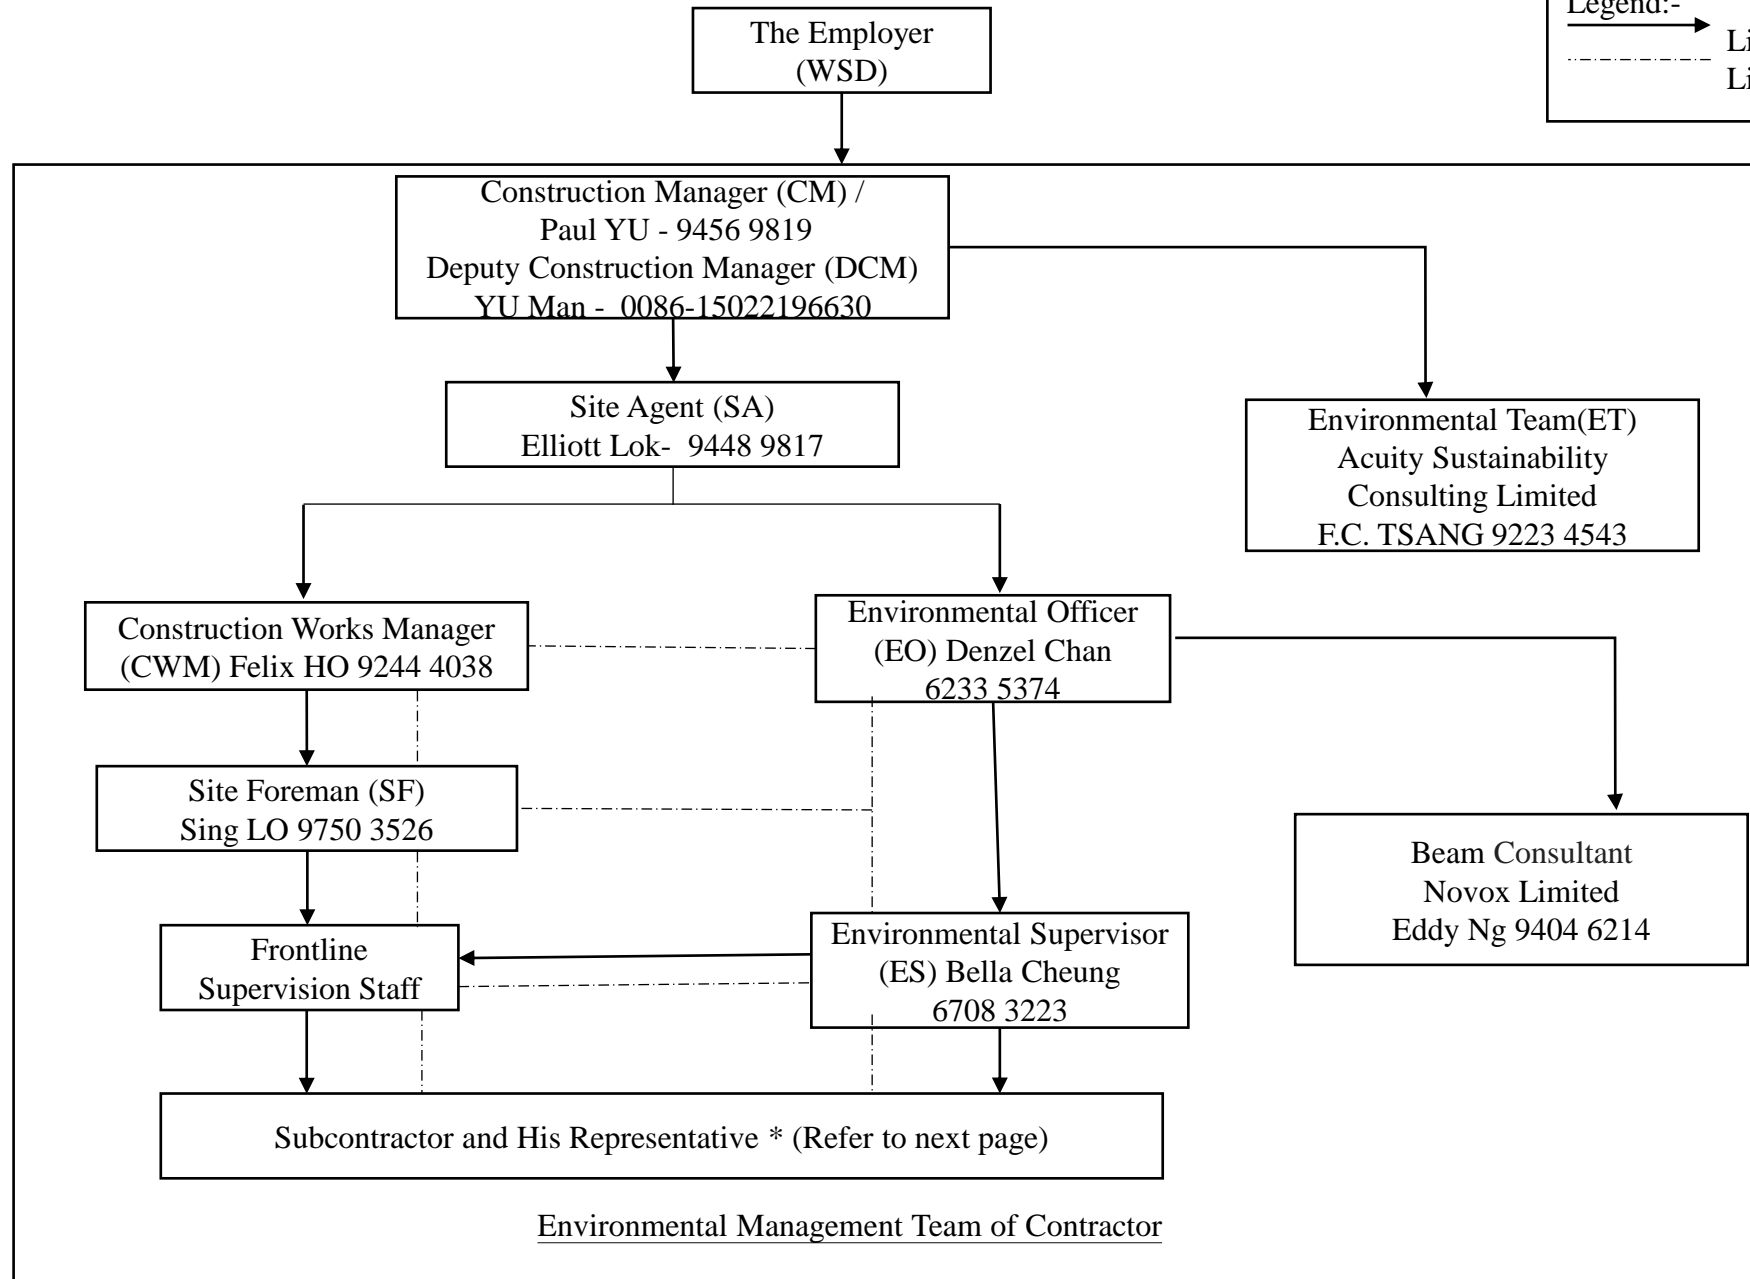 Legend:-
The Employer
(WSD)
Construction Manager (CM) /
Paul YU - 9456 9819
Deputy Construction Manager (DCM)
YU Man -  0086-15022196630
Site Agent (SA)
Elliott Lok-  9448 9817
Environmental Team(ET)
Acuity Sustainability
Consulting Limited
F.C. TSANG 9223 4543
Construction Works Manager
(CWM) Felix HO 9244 4038
Environmental Officer
(EO) Denzel Chan
6233 5374
Site Foreman (SF)
Sing LO 9750 3526
Beam Consultant
Novox Limited
Eddy Ng 9404 6214
Frontline
Supervision Staff
Environmental Supervisor
(ES) Bella Cheung
6708 3223
Subcontractor and His Representative * (Refer to next page)
Environmental Management Team of Contractor